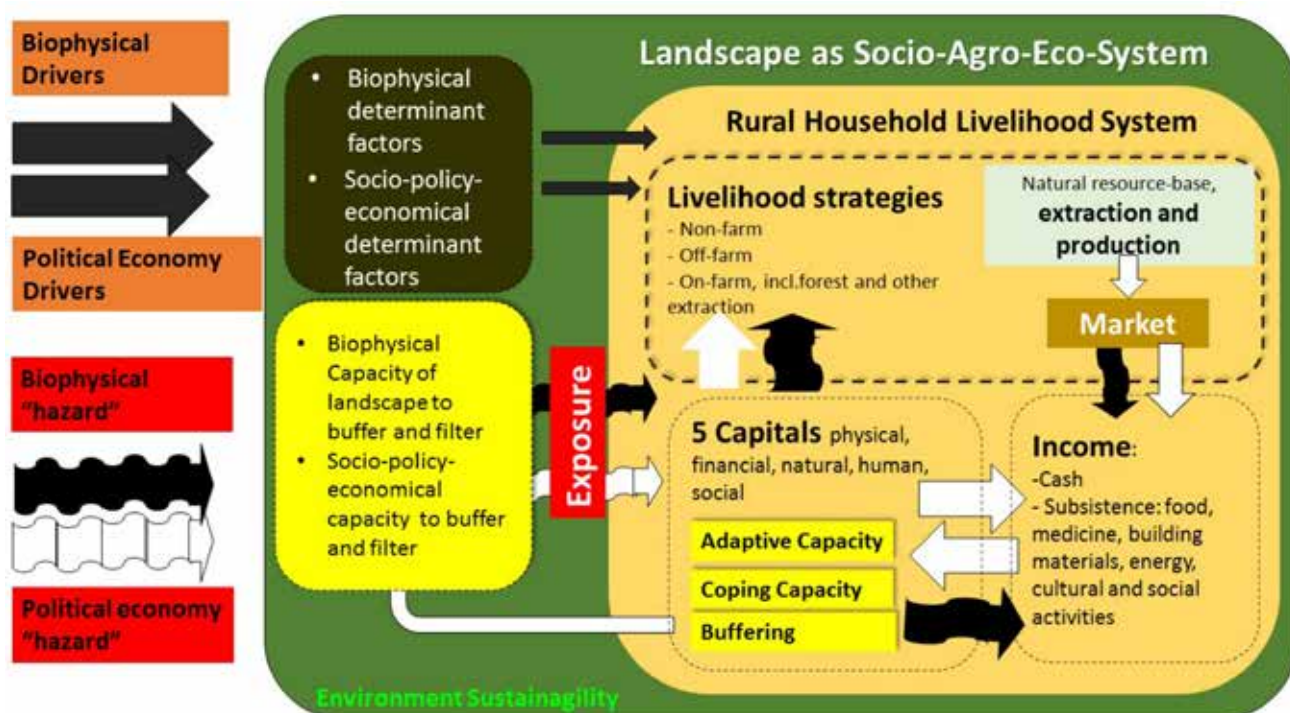 Biophysical
Drivers
Political Economy
Drivers
Biophysical
“hazard”
Political economy
“hazard”
• Biophysical
determinant
factors
• Socio-policy-
economical
determinant
factors
• Biophysical
Capacity of
landscape to
buffer and filter
• Socio-policy-
economical
capacity to buffer
and filter
Exposure
Landscape as Socio-Agro-Eco-System
Rural Household Livelihood System
Livelihood strategies
- Non-farm
- Off-farm
- On-farm, incl.forest and other
extraction
Natural resource-base,
extraction and
production
Market
5 Capitals physical,
financial, natural, human,
social
Adaptive Capacity
Coping Capacity
Buffering
Income:
-Cash
- Subsistence: food,
medicine, building
materials, energy,
cultural and social
activities
Environment Sustainagility